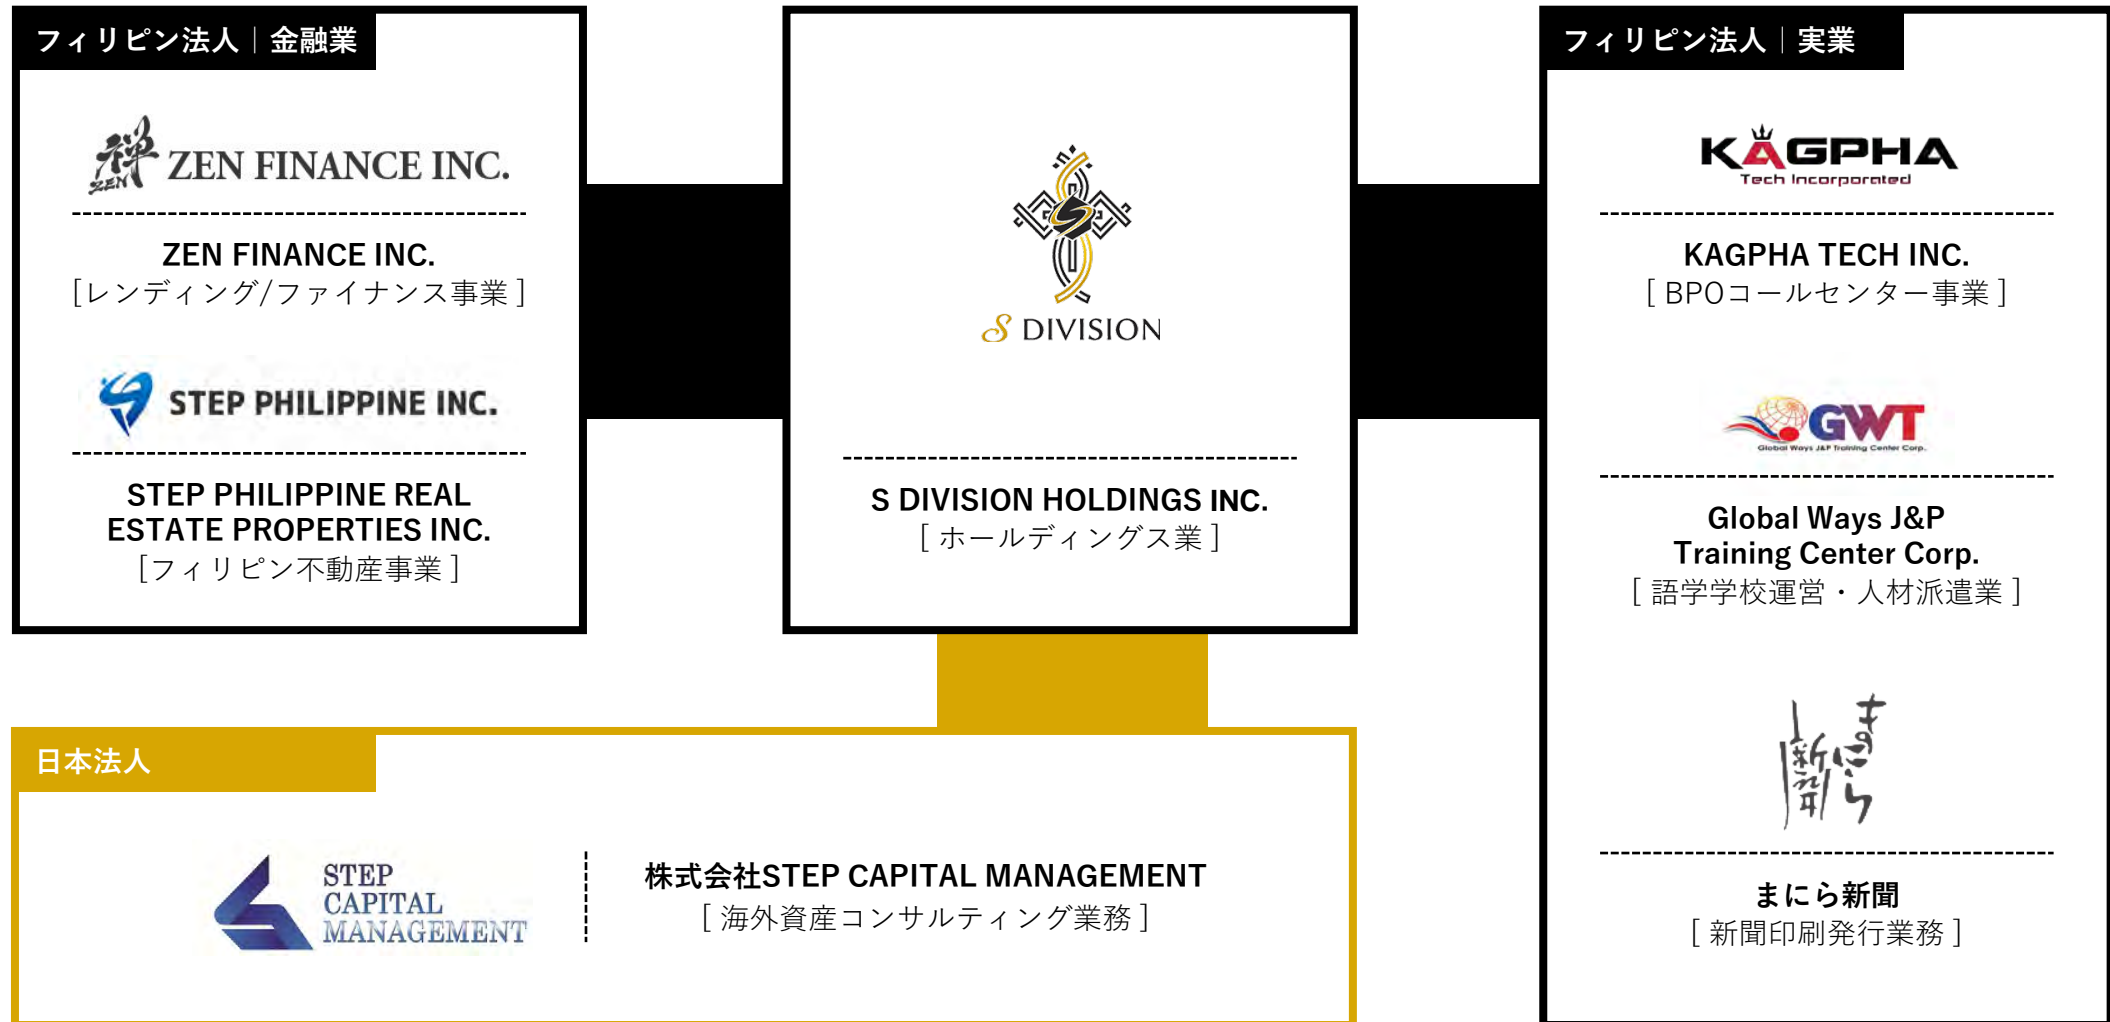 フィリピン法人｜金融業
禅
ZEN
ZEN FINANCE INC.
ZEN FINANCE INC.
[レンディング/ファイナンス事業 ]
STEP PHILIPPINE INC.
STEP PHILIPPINE REAL
ESTATE PROPERTIES INC.
[フィリピン不動産事業 ]
S DIVISION
S DIVISION HOLDINGS INC.
[ ホールディングス業 ]
フィリピン法人｜実業
KAGPHA
Tech Incorporated
KAGPHA TECH INC.
[ BPOコールセンター事業 ]
GWT
Global Ways J&P Training Center Corp.
Global Ways J&P
Training Center Corp.
[ 語学学校運営・人材派遣業 ]
まにら
新聞
まにら新聞
[ 新聞印刷発行業務 ]
日本法人
STEP
CAPITAL
MANAGEMENT
株式会社STEP CAPITAL MANAGEMENT
[ 海外資産コンサルティング業務 ]